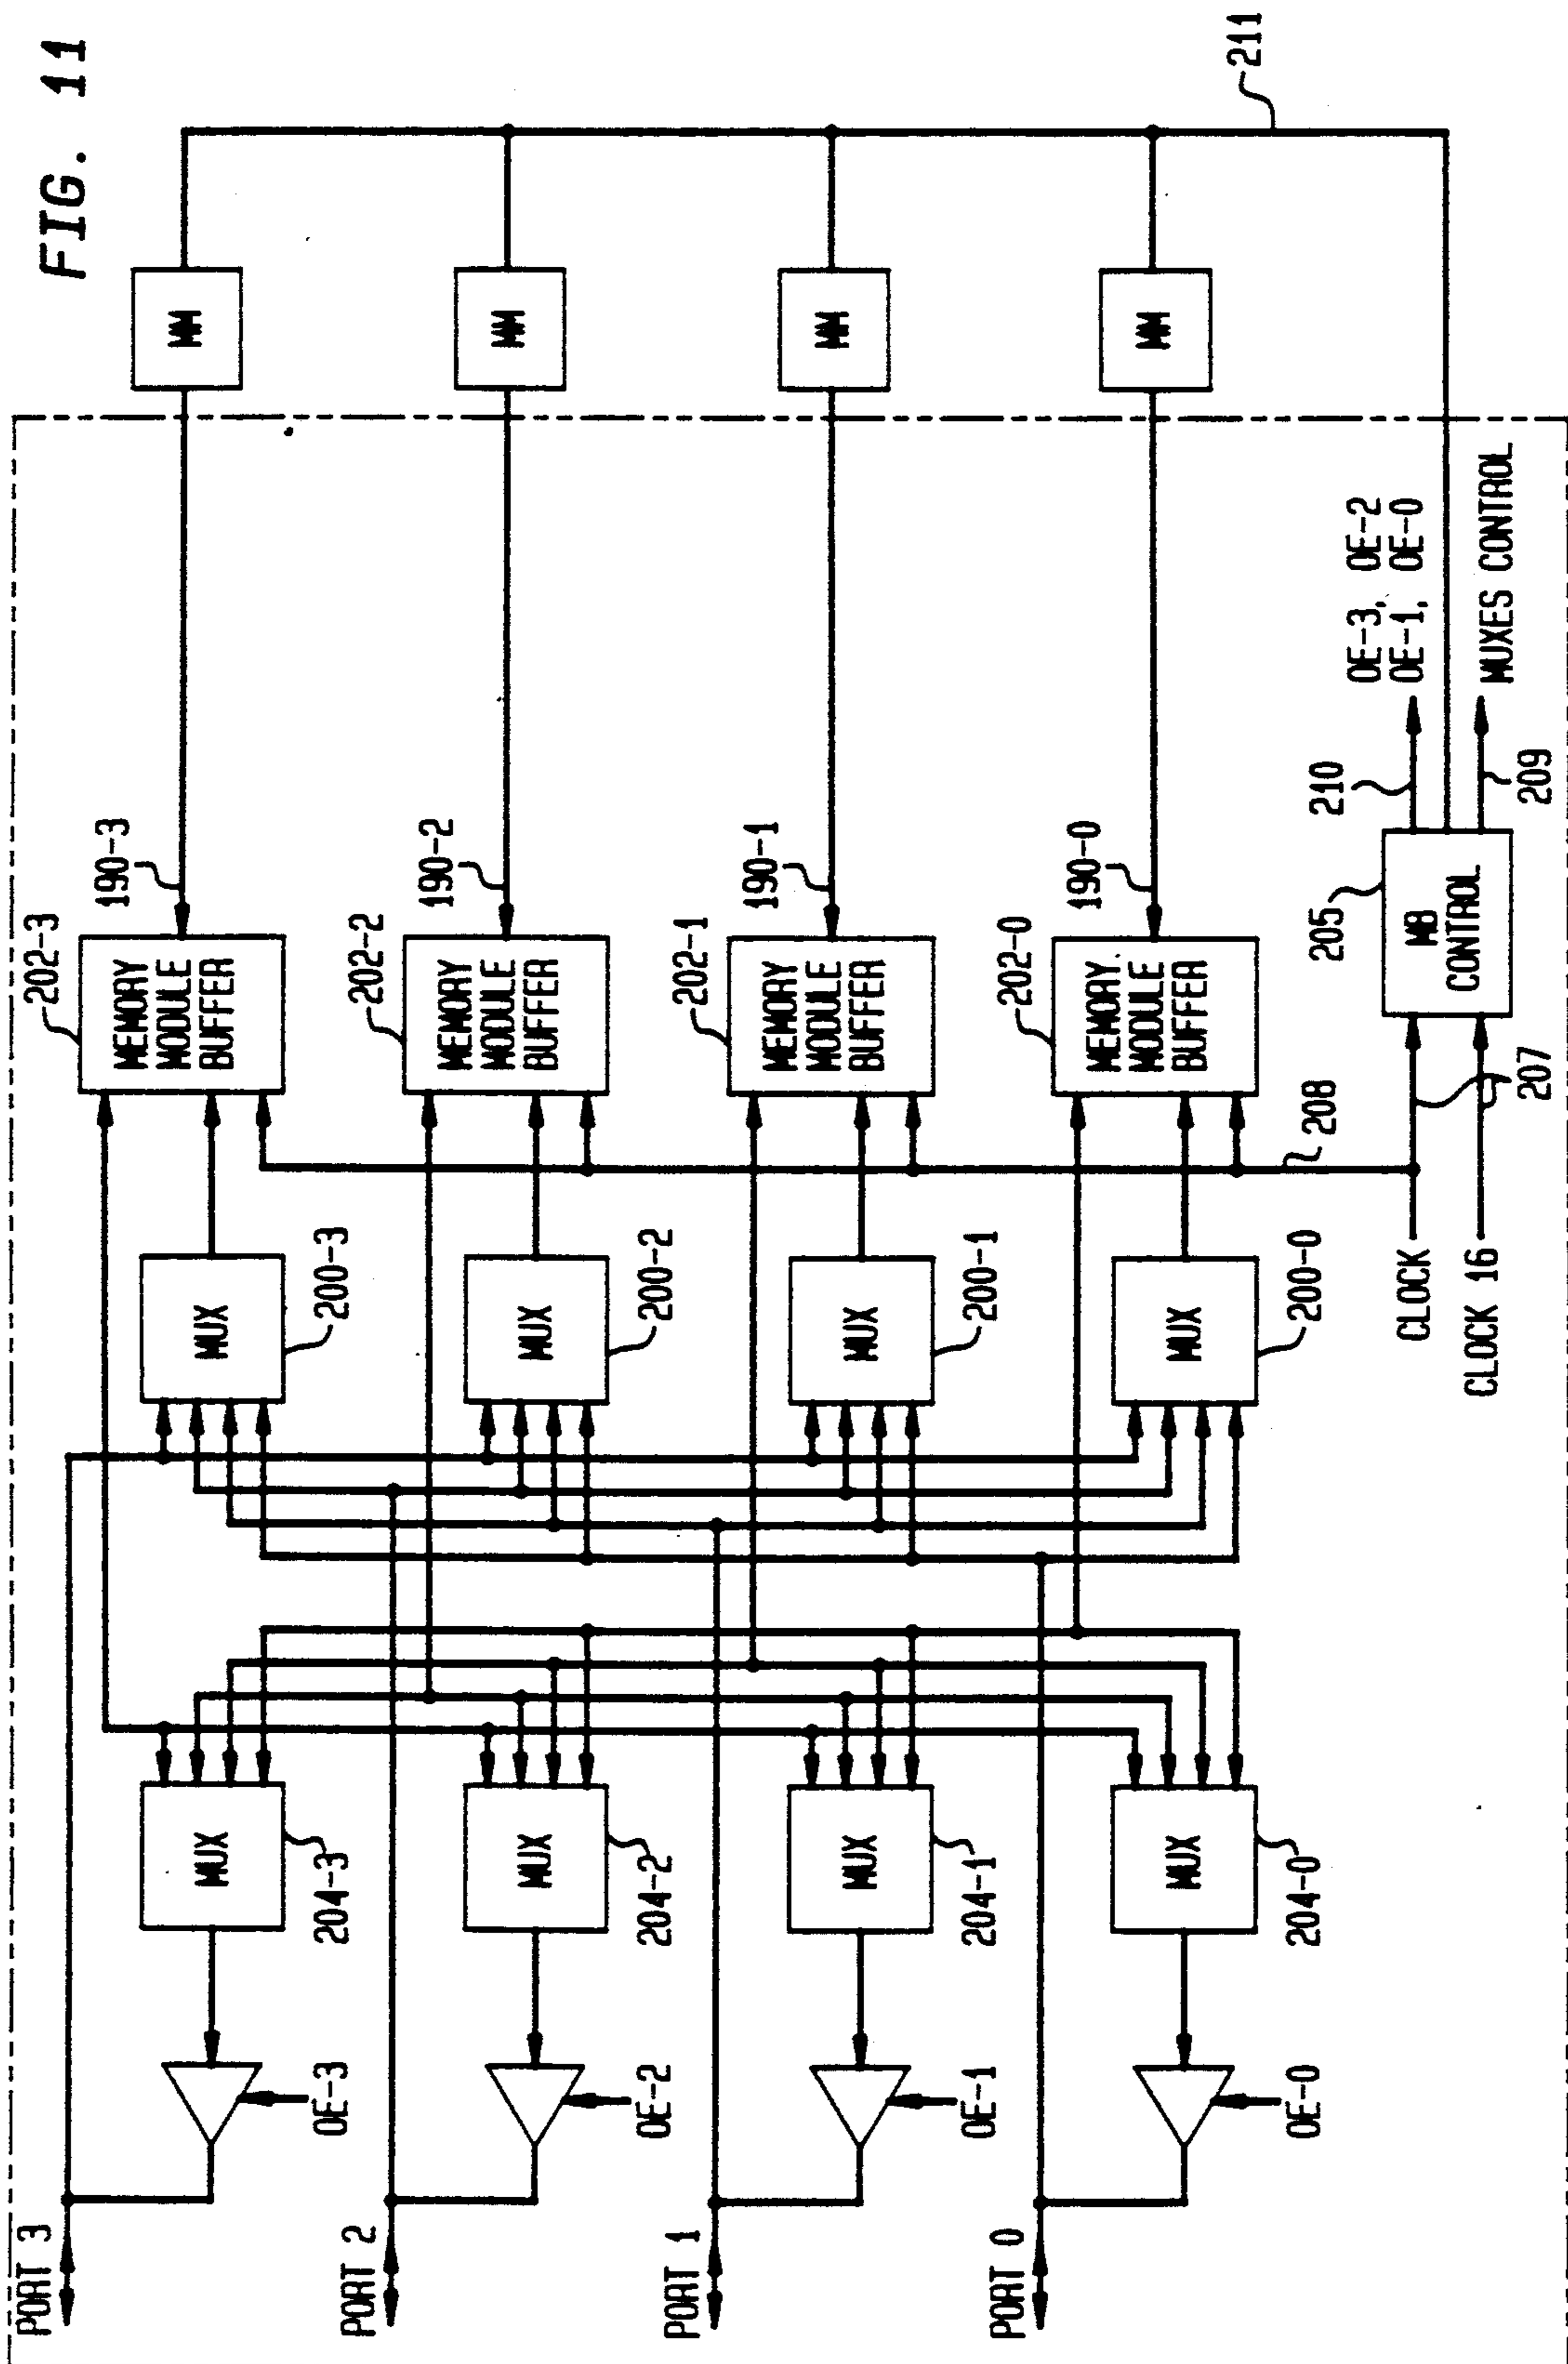 FIG. 11
PORT 3
OE-3
MUX
204-3
MUX
200-3
MEMORY
MODULE
BUFFER
202-3
190-3
MM
PORT 2
OE-2
MUX
204-2
MUX
200-2
MEMORY
MODULE
BUFFER
202-2
190-2
MM
PORT 1
OE-1
MUX
204-1
MUX
200-1
MEMORY
MODULE
BUFFER
202-1
190-1
MM
PORT 0
OE-0
MUX
204-0
MUX
200-0
MEMORY
MODULE
BUFFER
202-0
190-0
MM
208
CLOCK
CLOCK 16
207
205
MB
CONTROL
210
OE-3, OE-2
OE-1, OE-0
209
MUXES CONTROL
211